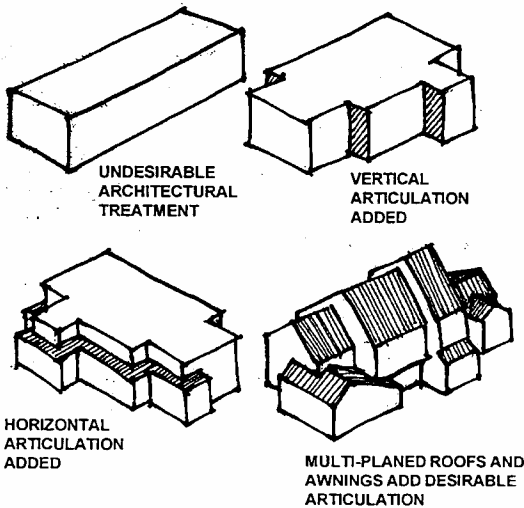 UNDESIRABLE
ARCHITECTURAL
TREATMENT
VERTICAL
ARTICULATION
ADDED
HORIZONTAL
ARTICULATION
ADDED
MULTI-PLANED ROOFS AND
AWNINGS ADD DESIRABLE
ARTICULATION